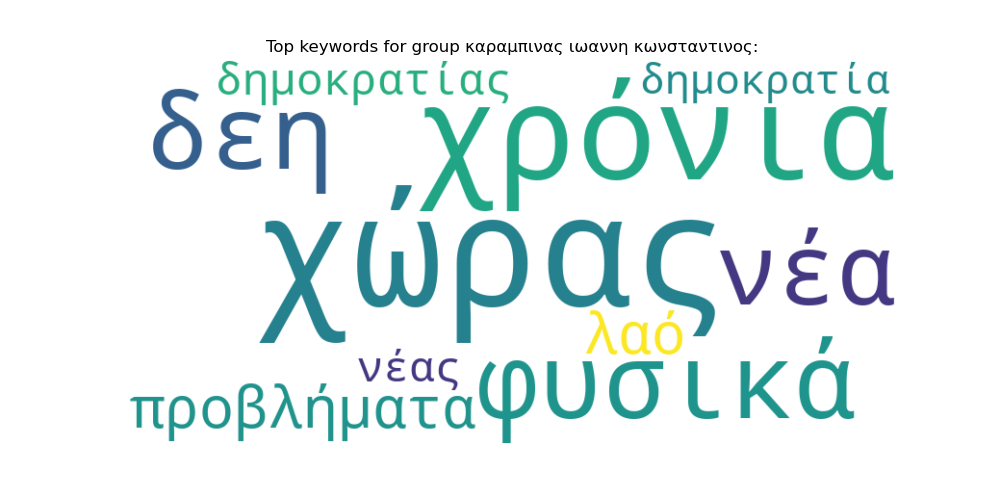 Top keywords for group καραμπινας ιωαννη κωνσταντινος:
δημοκρατίας δημοκρατία
δεη χρόνια
χώρας νέα
λαό
νέας φυσικά
προβλήματα